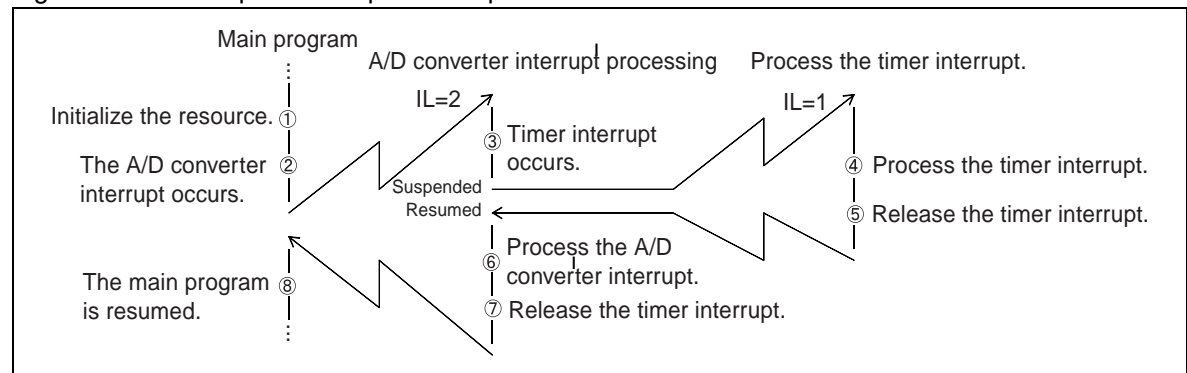 Main program
A/D converter interrupt processing
Process the timer interrupt.
IL=2
IL=1
Initialize the resource. ①
The A/D converter ②
interrupt occurs.
③ Timer interrupt
occurs.
Suspended
Resumed
④ Process the timer interrupt.
⑤ Release the timer interrupt.
⑥ Process the A/D
converter interrupt.
⑦ Release the timer interrupt.
The main program ⑧
is resumed.